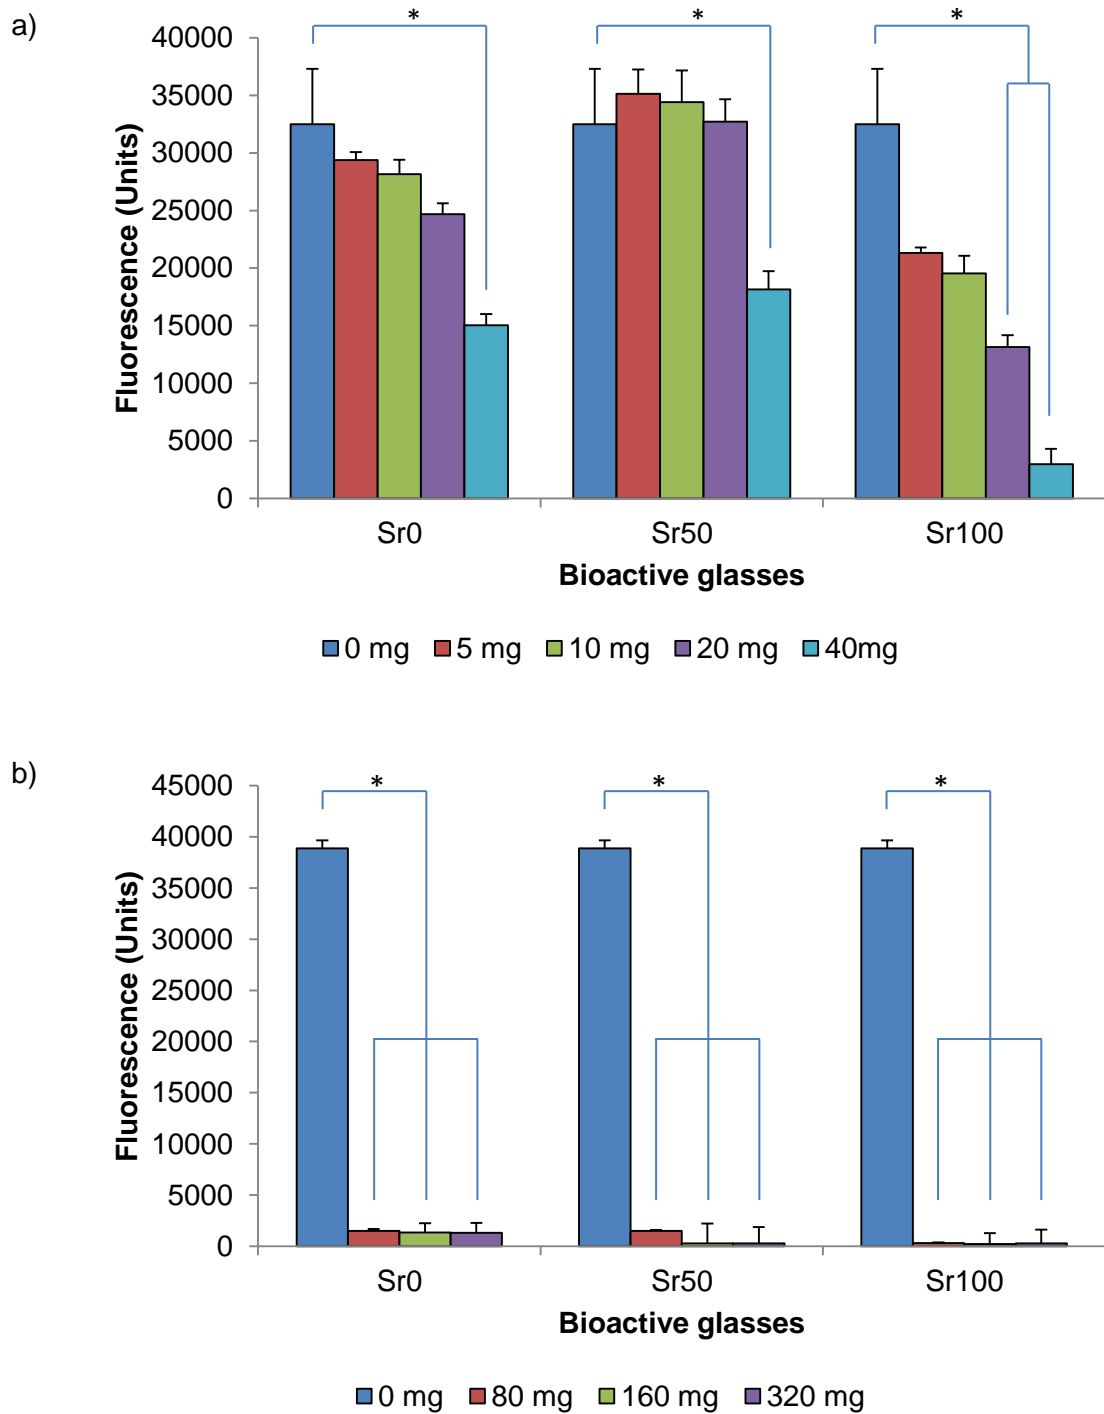 a)
*
*
*
40000
35000
30000
25000
20000
15000
10000
5000
0
Fluorescence (Units)
Sr0 Sr50 Sr100
Bioactive glasses
0 mg 5 mg 10 mg 20 mg 40mg
b)
*
*
*
45000
40000
35000
30000
25000
20000
15000
10000
5000
0
Fluorescence (Units)
Sr0 Sr50 Sr100
Bioactive glasses
0 mg 80 mg 160 mg 320 mg